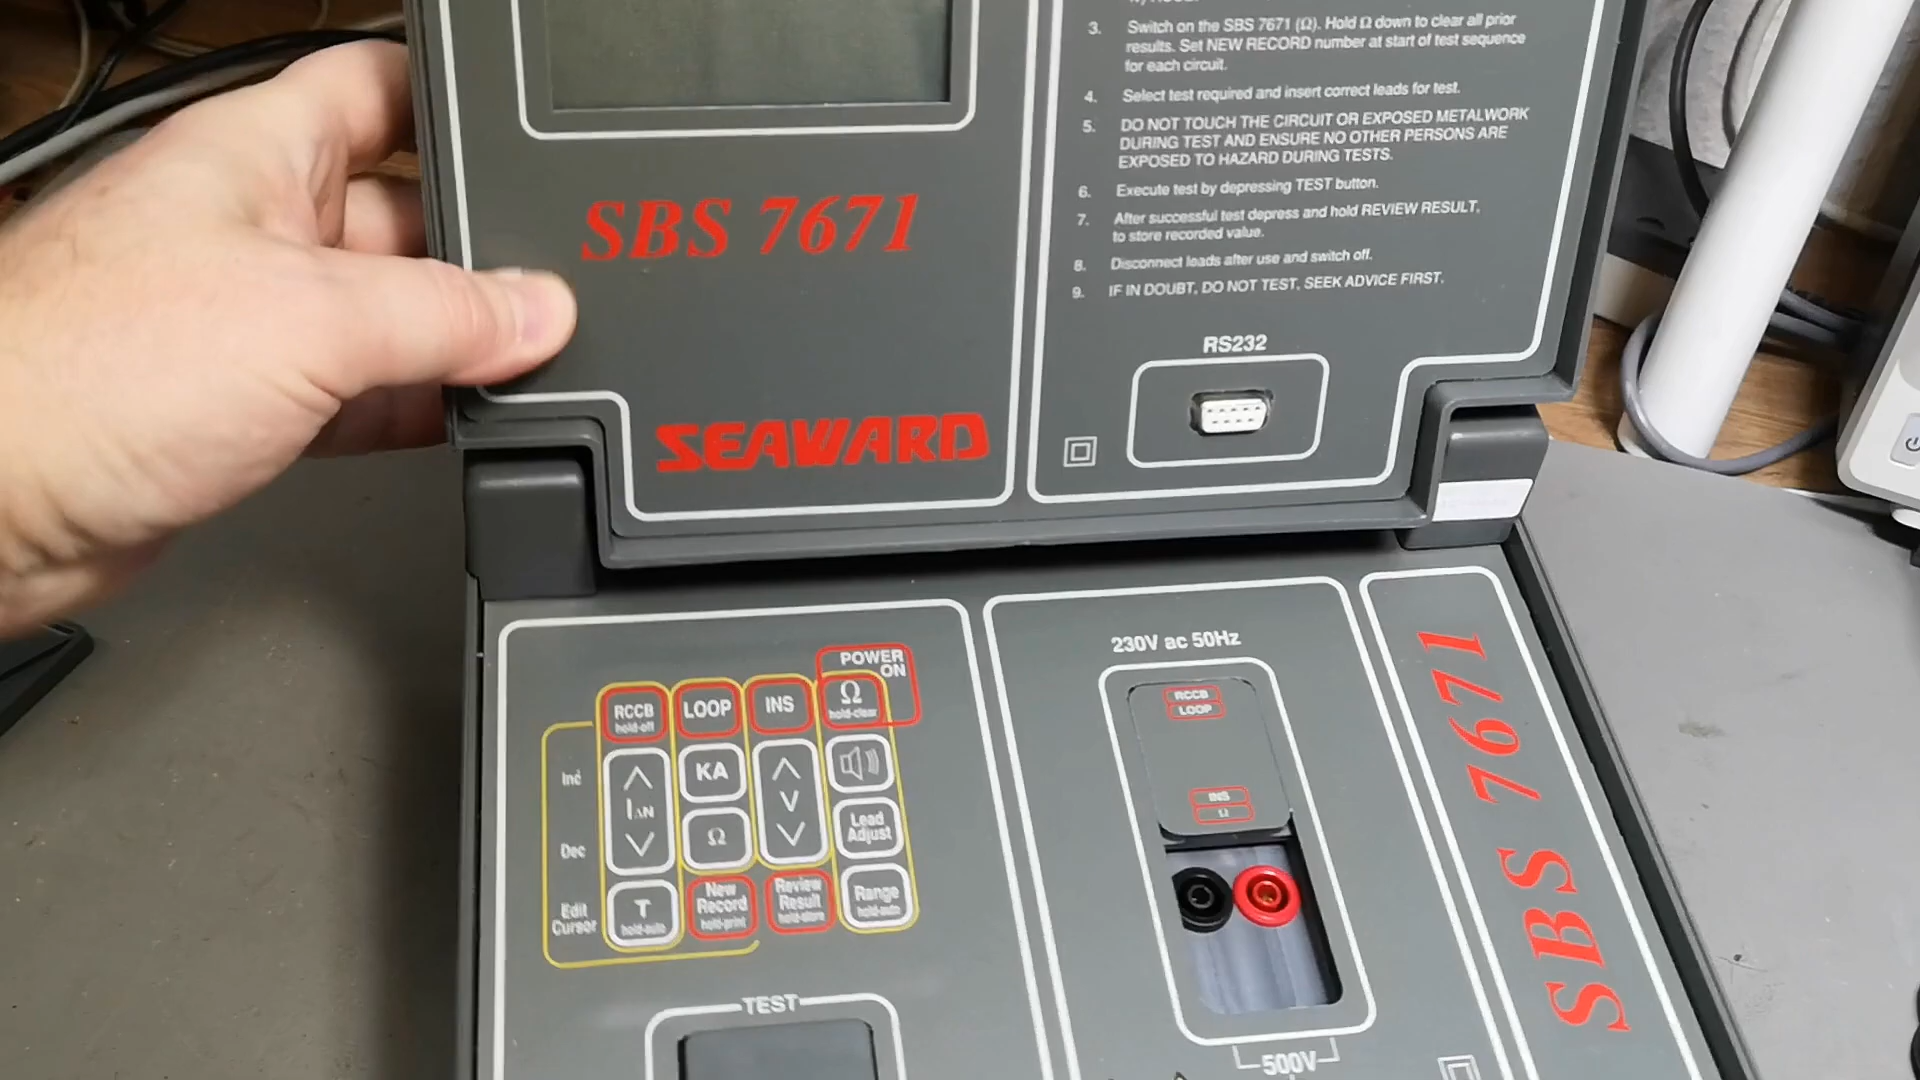 3. Switch on the SBS 7671 (Ω). Hold Ω down to clear all prior
results. Set NEW RECORD number at start of test sequence
for each circuit.
4. Select test required and insert correct leads for test.
5. DO NOT TOUCH THE CIRCUIT OR EXPOSED METALWORK
DURING TEST AND ENSURE NO OTHER PERSONS ARE
EXPOSED TO HAZARD DURING TESTS.
6. Execute test by depressing TEST button.
7. After successful test depress and hold REVIEW RESULT,
to store recorded value.
8. Disconnect leads after use and switch off.
9. IF IN DOUBT, DO NOT TEST, SEEK ADVICE FIRST.
SBS 7671
SEAWARD
RS232
POWER
ON
RCCB
hold-off
LOOP
INS
Ω
hold-clear
Inc
Dec
Edit
Cursor
IΔN
KA
Ω
V
Lead
Adjust
T
hold-auto
New
Record
hold-print
Review
Result
hold-store
Range
hold-auto
TEST
230V ac 50Hz
RCCB
LOOP
INS
Ω
500V
SBS 7671